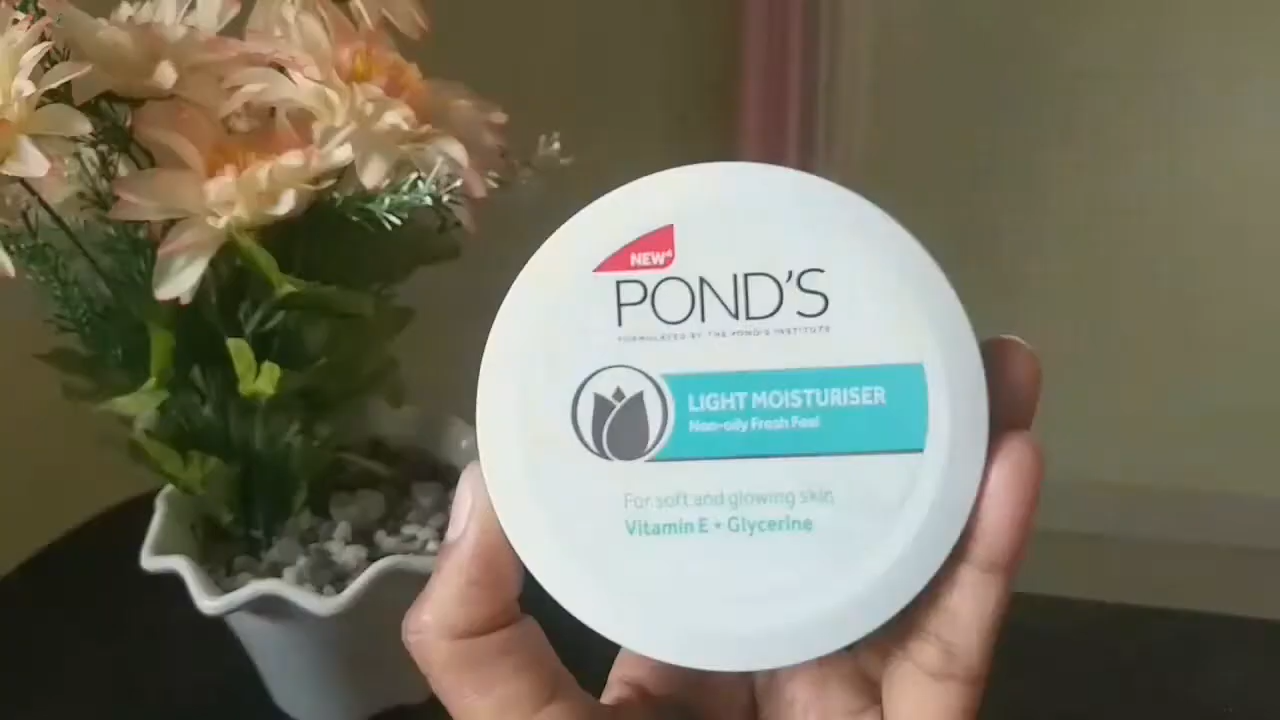 NEW
POND'S
FORMULATED BY THE POND'S INSTITUTE
LIGHT MOISTURISER
Non-oily Fresh Feel
For soft and glowing skin
Vitamin E + Glycerine